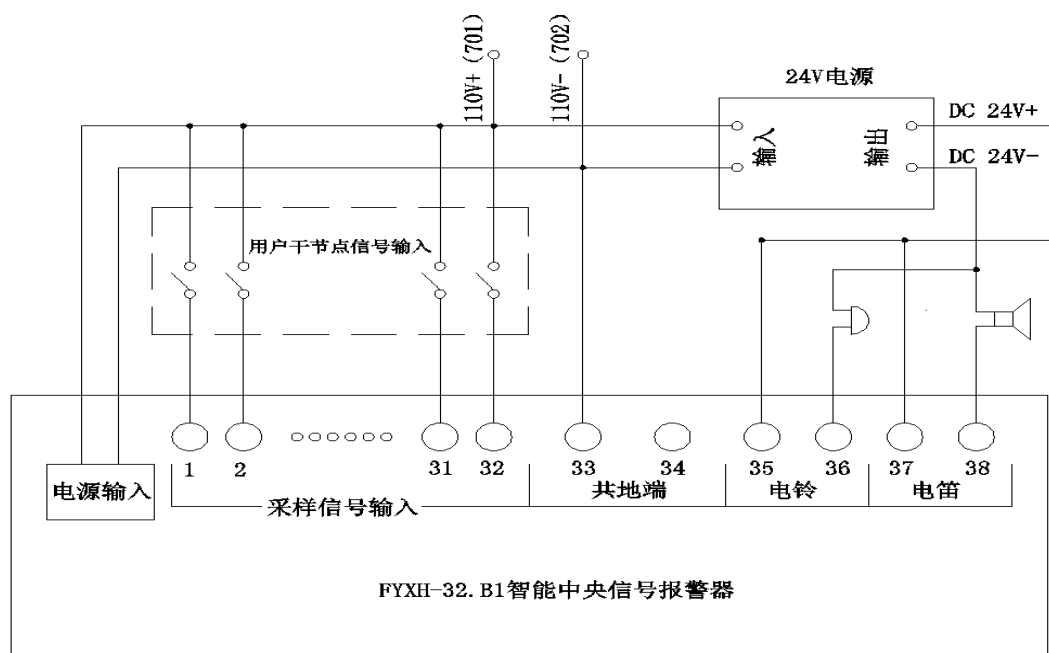 110V+(701)
110V-(702)
24V电源
输入
输出
DC 24V+
DC 24V-
用户干节点信号输入
1
2
31
32
33
34
35
36
37
38
电源输入
采样信号输入
共地端
电铃
电笛
FYXH-32.B1智能中央信号报警器